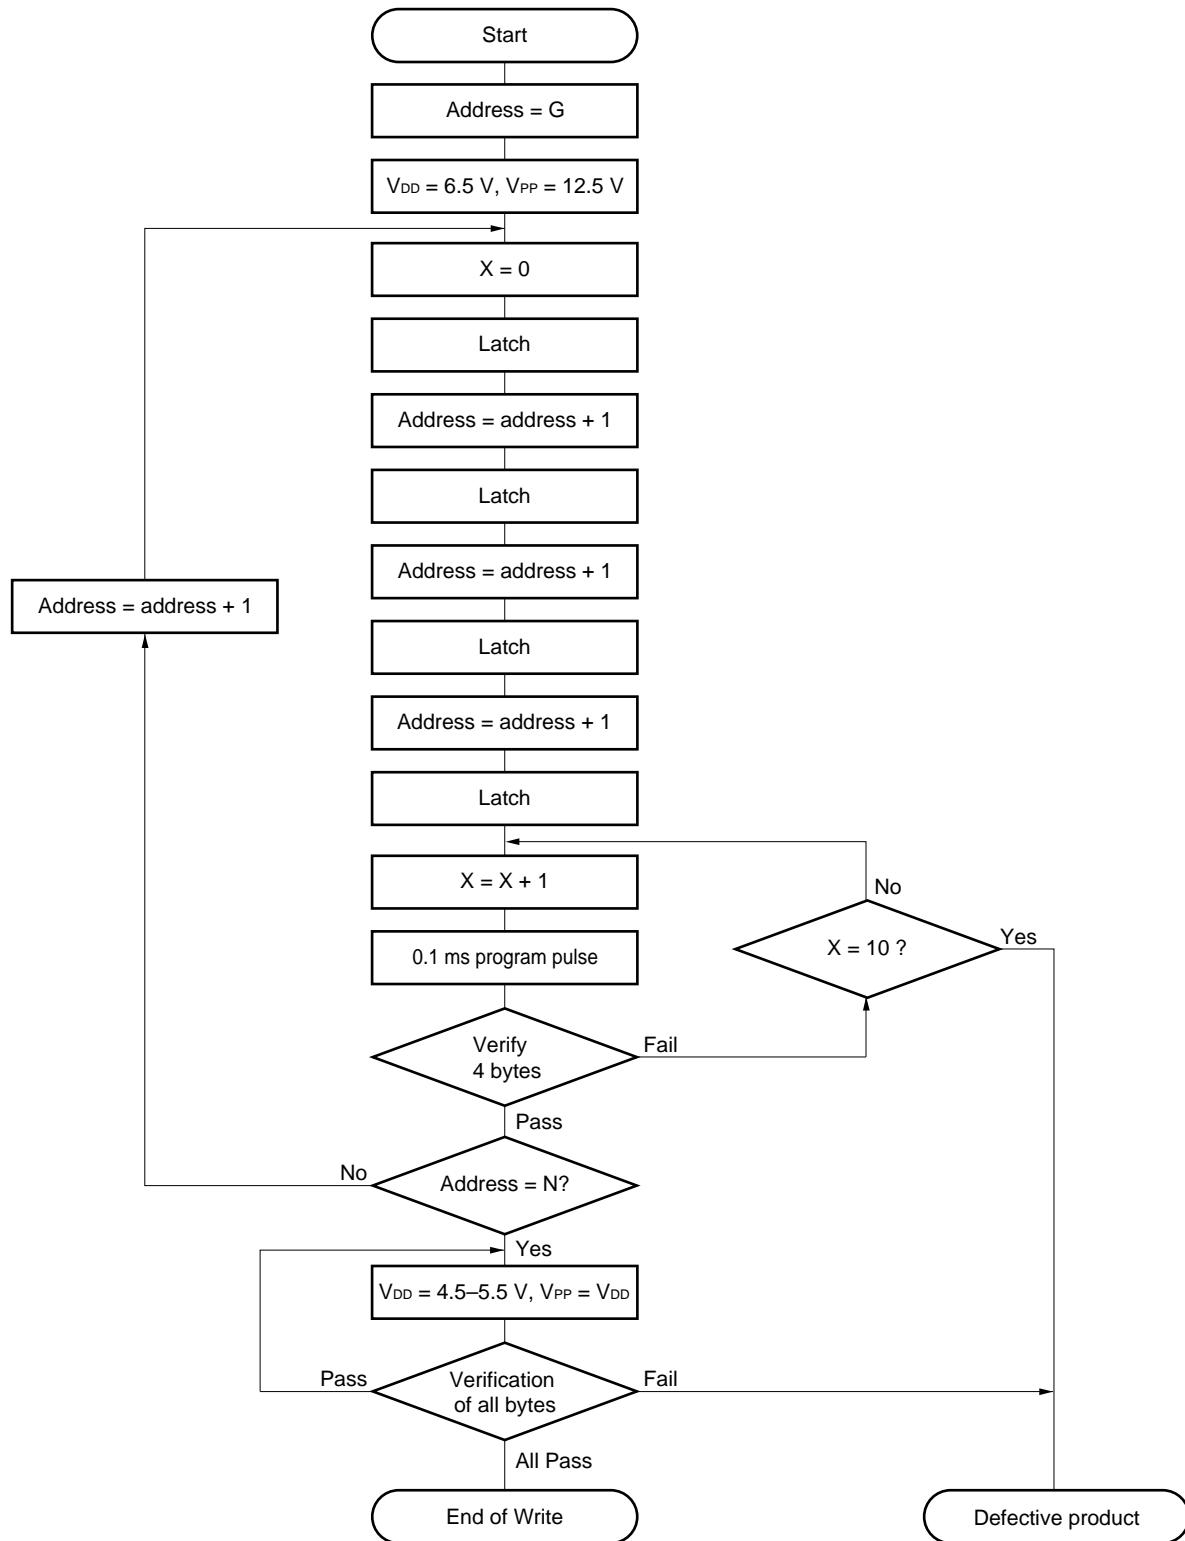 Start
Address = G
VDD = 6.5 V, VPP = 12.5 V
X = 0
Latch
Address = address + 1
Latch
Address = address + 1
Address = address + 1
Latch
Address = address + 1
Latch
X = X + 1
No
X = 10 ?
Yes
0.1 ms program pulse
Verify
4 bytes
Fail
Pass
No
Address = N?
Yes
VDD = 4.5–5.5 V, VPP = VDD
Pass
Verification
of all bytes
Fail
All Pass
End of Write
Defective product